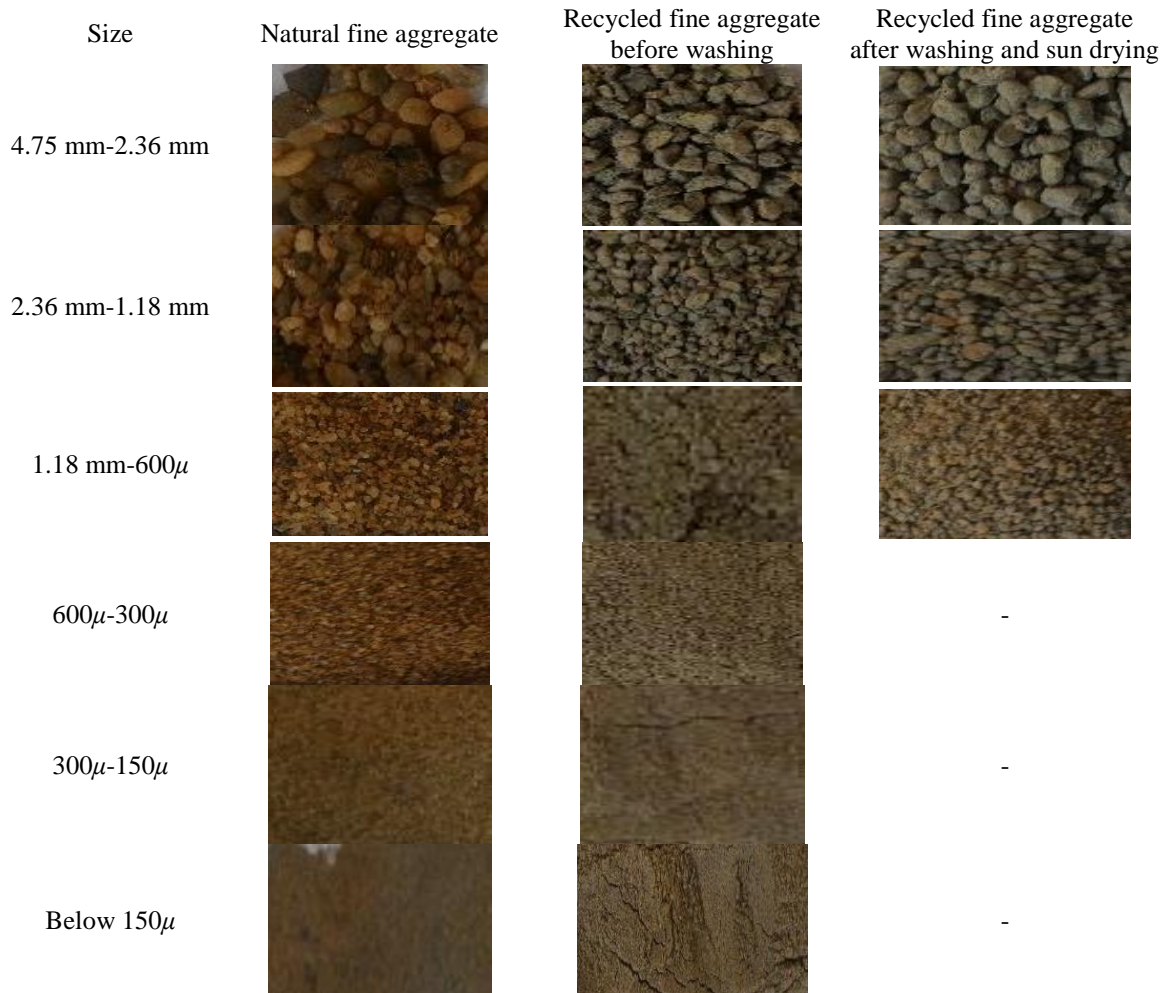 Size
Natural fine aggregate
Recycled fine aggregate
before washing
Recycled fine aggregate
after washing and sun drying
4.75 mm-2.36 mm
2.36 mm-1.18 mm
1.18 mm-600μ
600μ-300μ
-
300μ-150μ
-
Below 150μ
-